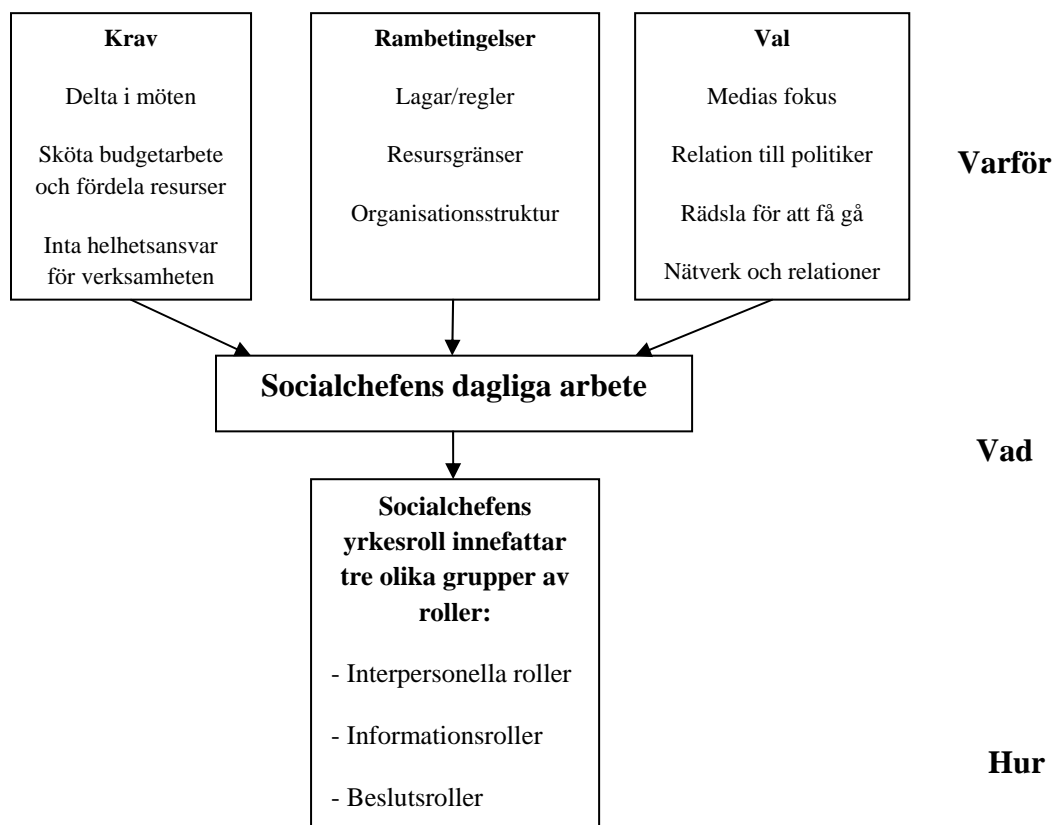 Krav
Delta i möten
Sköta budgetarbete
och fördela resurser
Inta helhetsansvar
för verksamheten
Rambetingelser
Lagar/regler
Resursgränser
Organisationsstruktur
Val
Medias fokus
Relation till politiker
Rädsla för att få gå
Nätverk och relationer
Varför
Socialchefens dagliga arbete
Vad
Socialchefens
yrkesroll innefattar
tre olika grupper av
roller:
- Interpersonella roller
- Informationsroller
- Beslutsroller
Hur